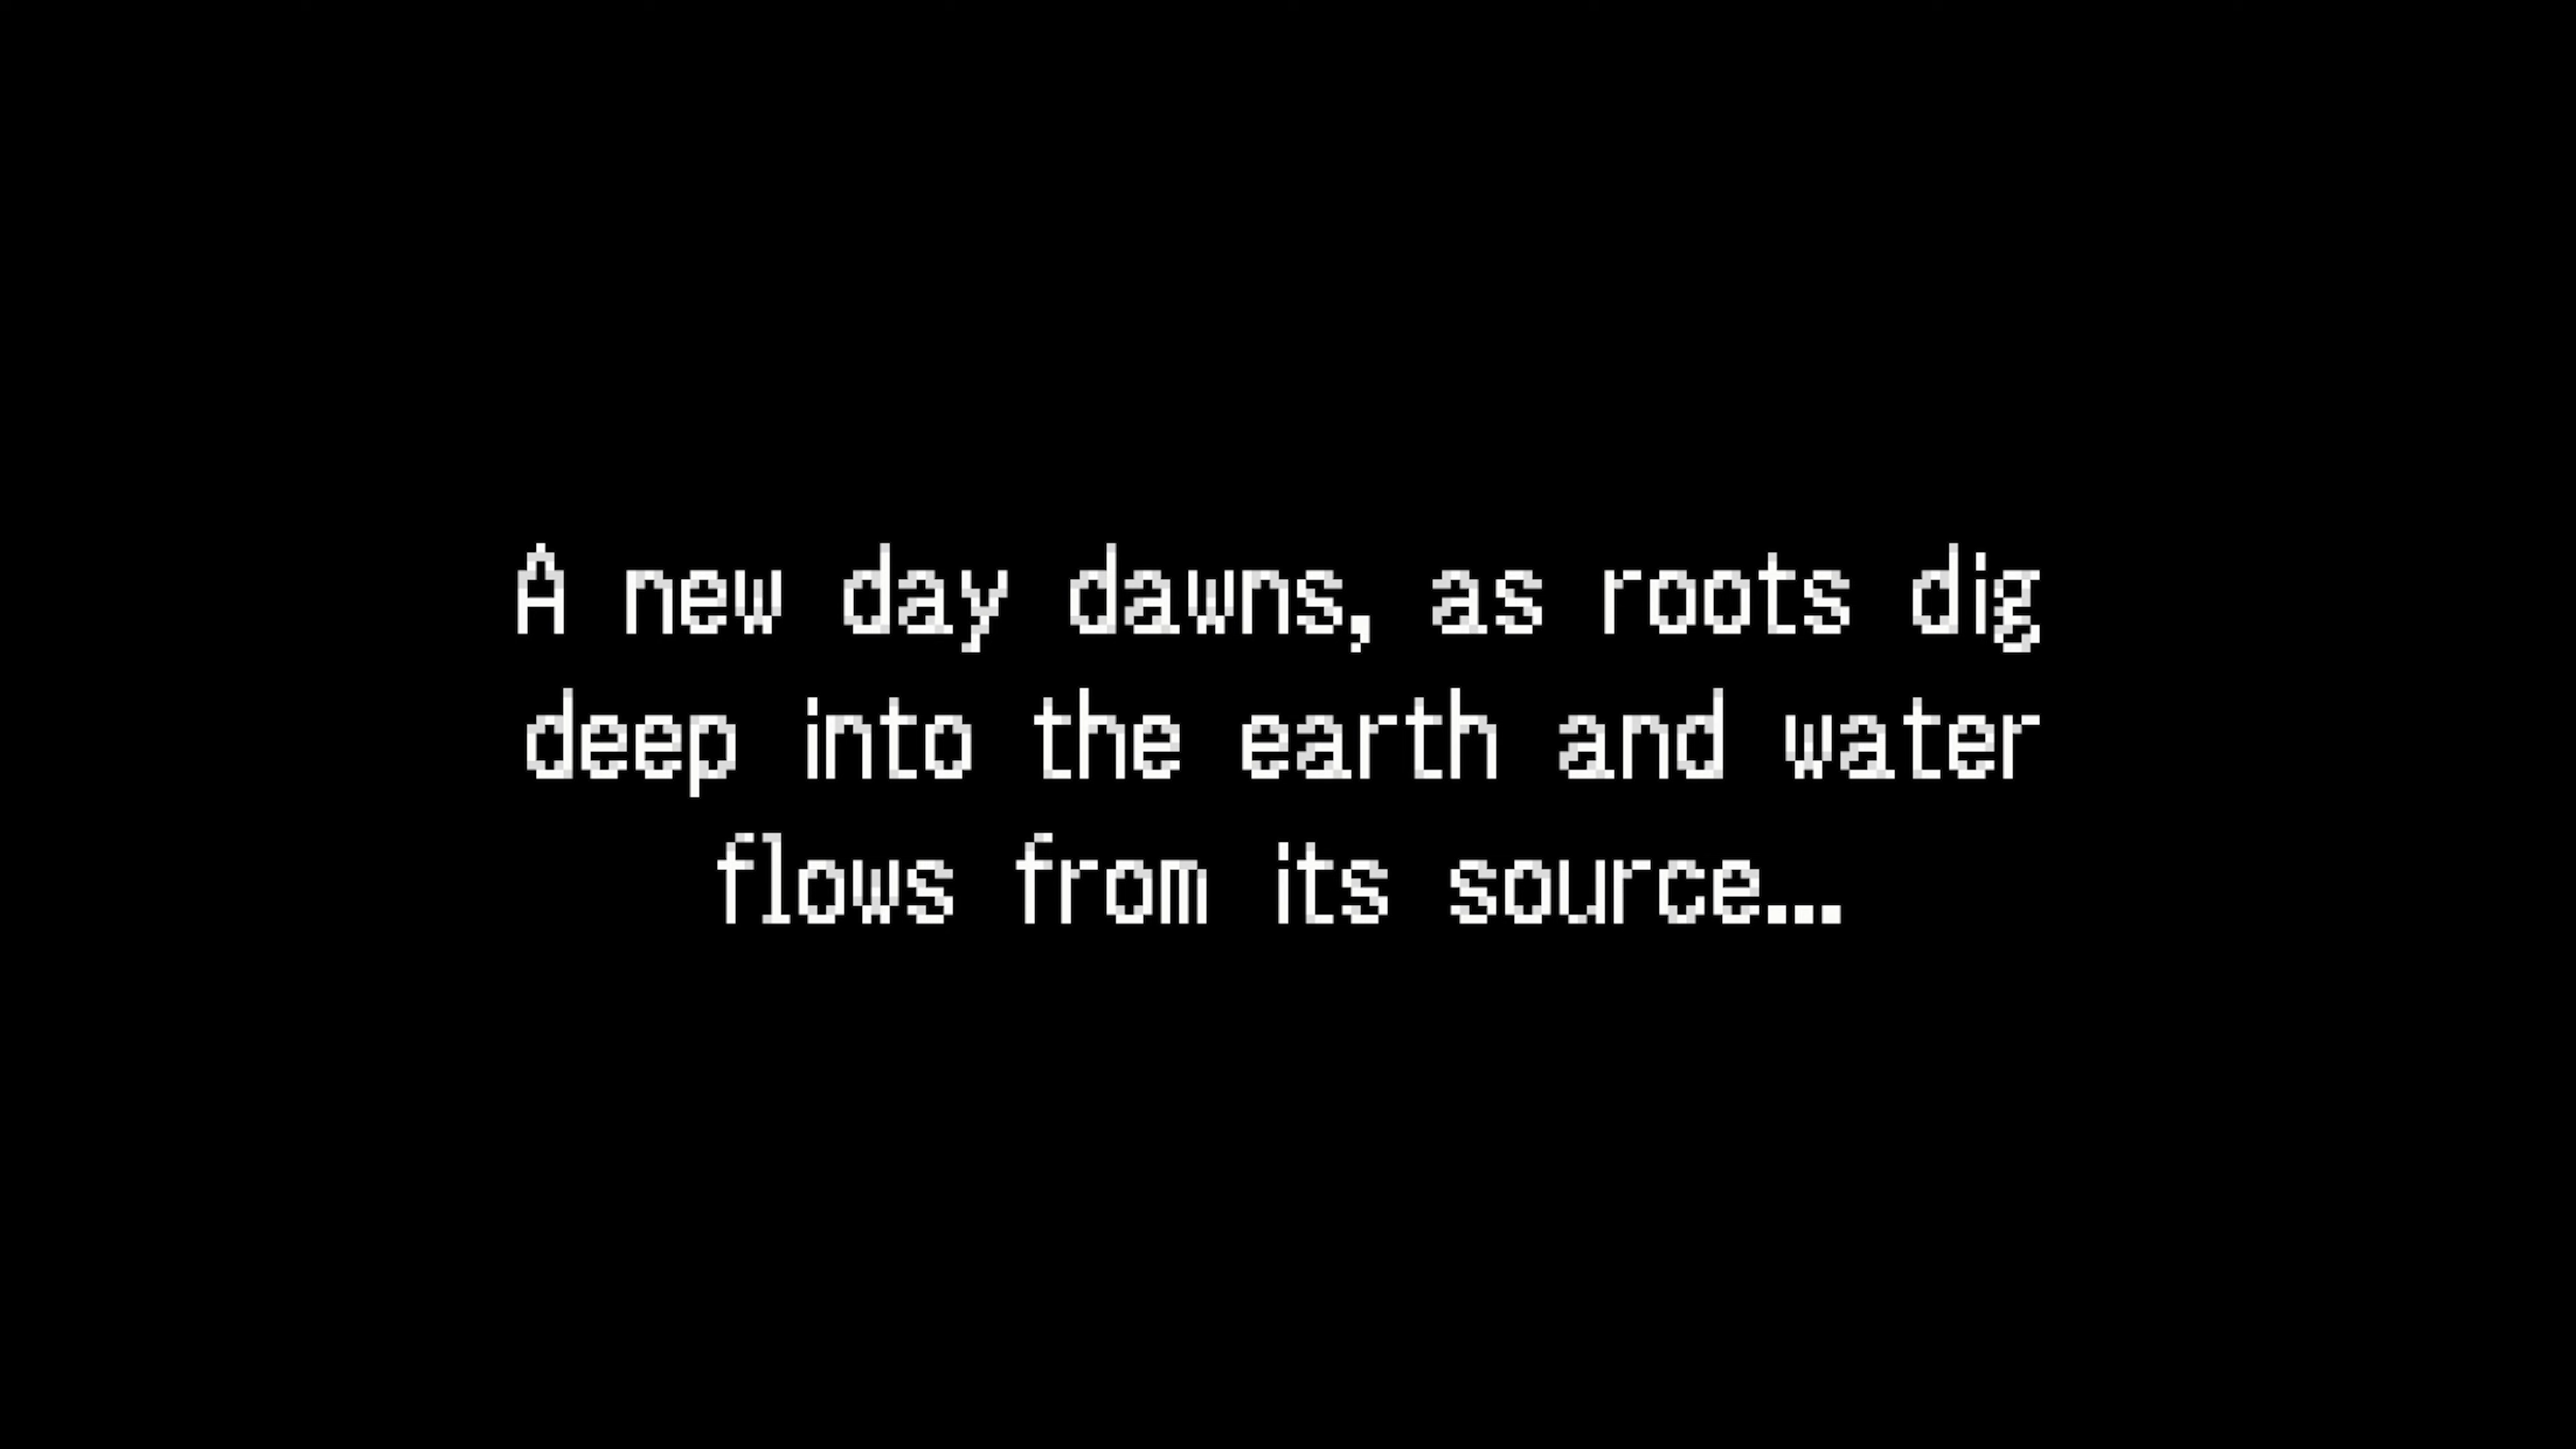 A new day dawns, as roots dig
deep into the earth and water
flows from its source...